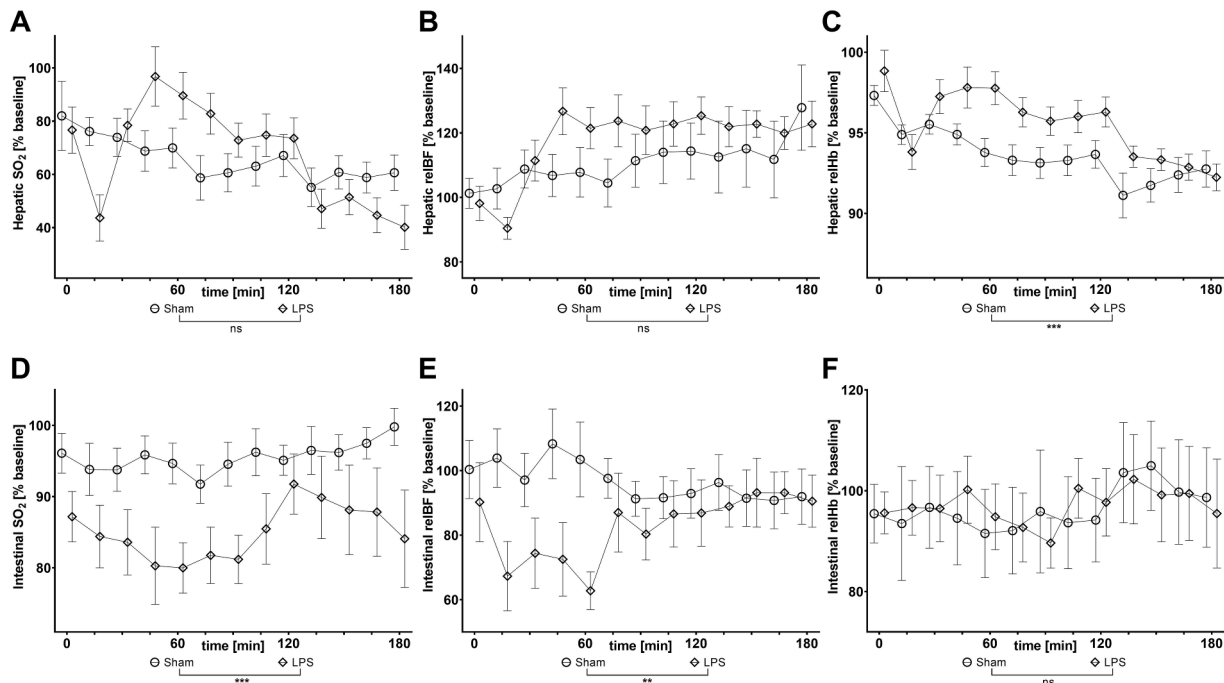 A
Hepatic SO2 [% baseline]
100
80
60
40
0
60
120
180
time [min]
Sham
LPS
ns
B
Hepatic relBF [% baseline]
140
120
100
80
0
60
120
180
time [min]
Sham
LPS
ns
C
Hepatic relHb [% baseline]
100
95
90
0
60
120
180
time [min]
Sham
LPS
***
D
Intestinal SO2 [% baseline]
100
90
80
0
60
120
180
time [min]
Sham
LPS
***
E
Intestinal relBF [% baseline]
120
100
80
60
0
60
120
180
time [min]
Sham
LPS
**
F
Intestinal relHb [% baseline]
120
100
80
0
60
120
180
time [min]
Sham
LPS
ns